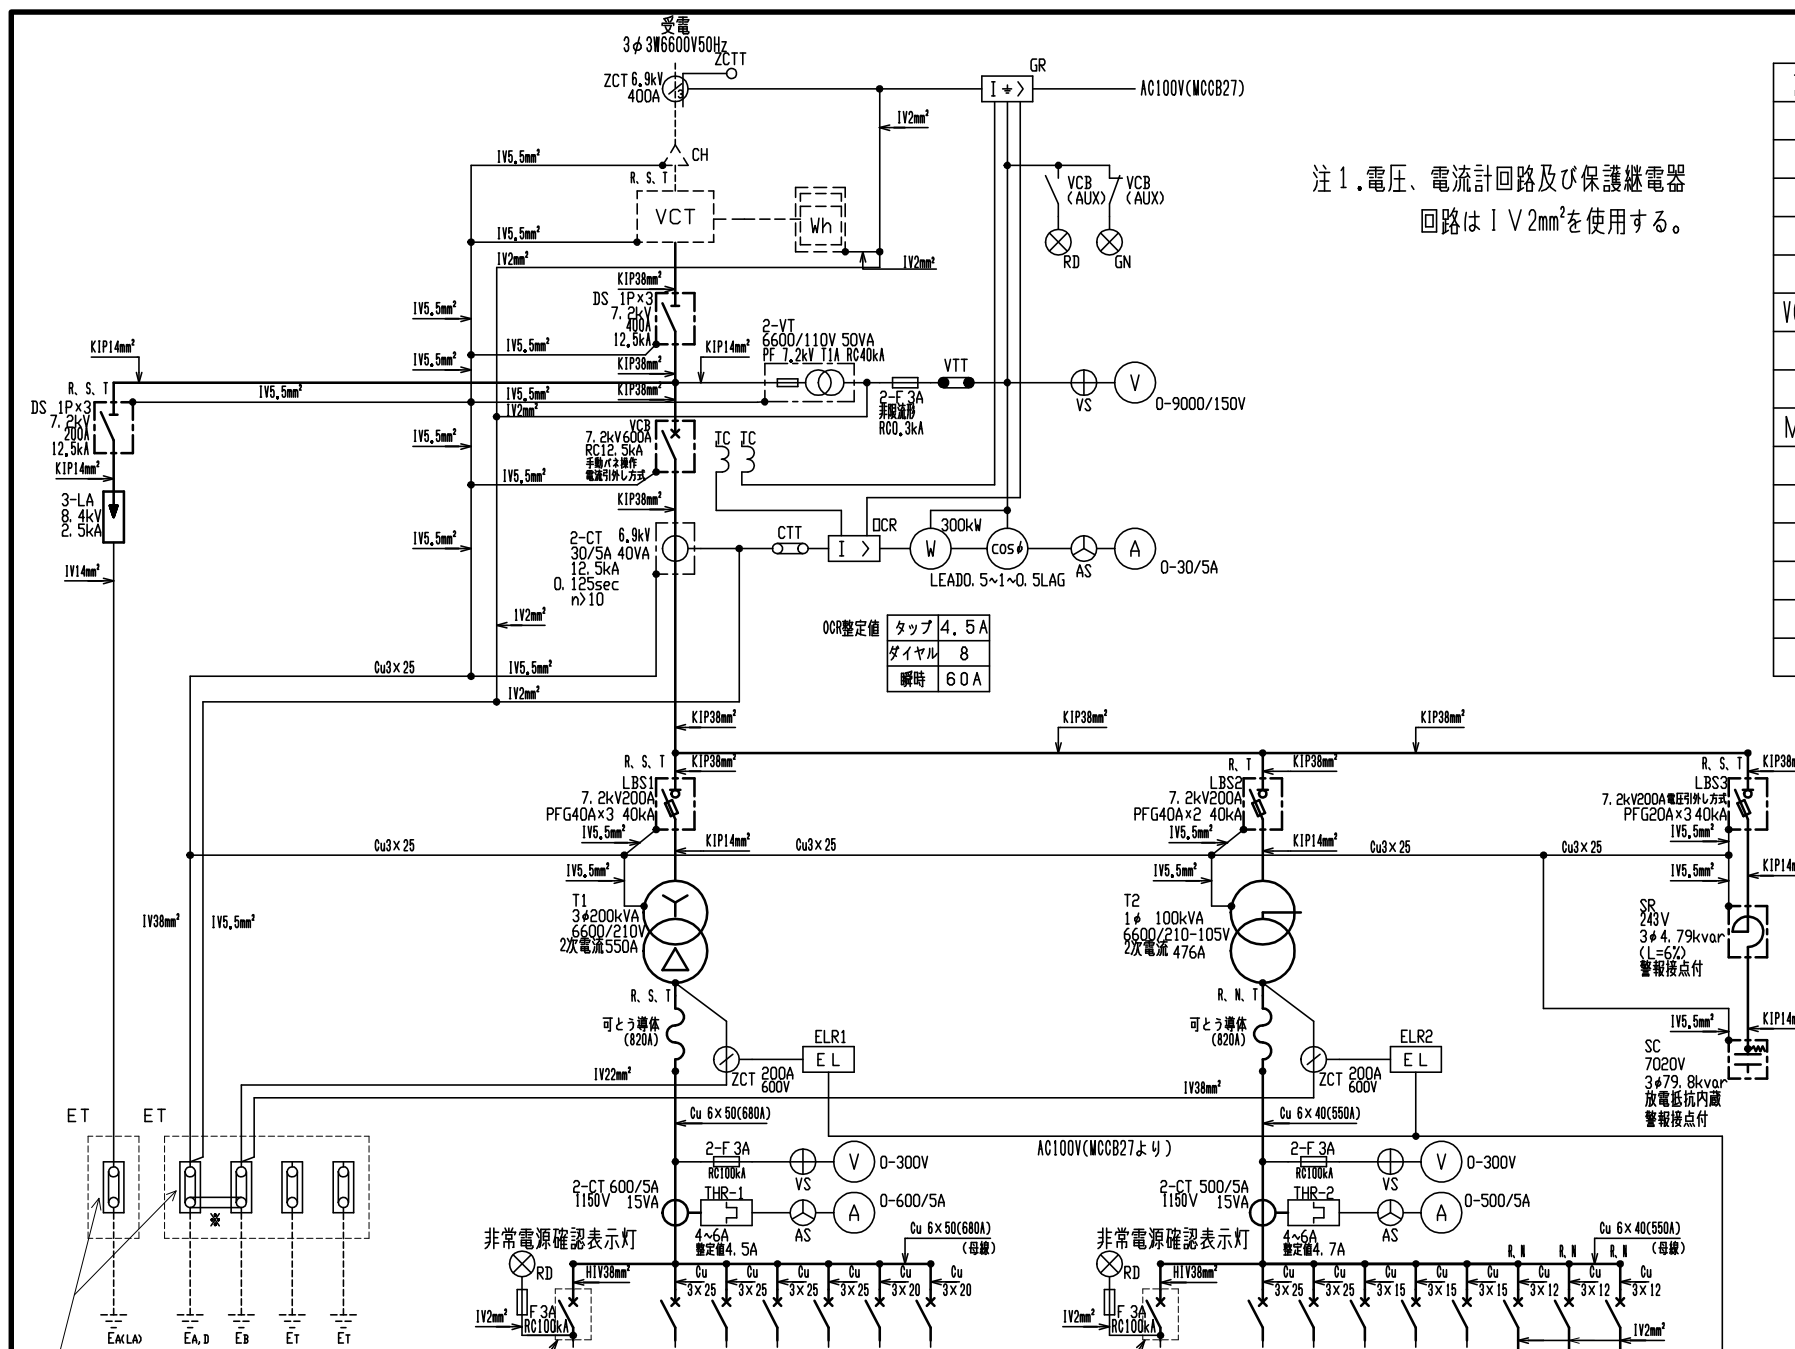 受電
3φ3W6600V50Hz
ZCTT
ZCT 6.9kV
400A
3
GR
I ⏚ >
AC100V(MCCB27)
IV2mm²
CH
IV5.5mm²
R、S、T
VCT
Wh
VCB
(AUX)
VCB
(AUX)
RD
GN
注1.電圧、電流計回路及び保護継電器
回路はIV2mm²を使用する。
IV5.5mm²
IV2mm²
IV2mm²
KIP38mm²
DS 1P×3
7.2kV
400A
12.5kA
IV5.5mm²
IV5.5mm²
IV5.5mm²
KIP38mm²
KIP14mm²
2-VT
6600/110V 50VA
PF 7.2kV T1A RC40kA
VTT
2-F 3A
非限流形
RC0.3kA
VS
V
0-9000/150V
KIP14mm²
R、S、T
DS 1P×3
7.2kV
200A
12.5kA
IV5.5mm²
IV5.5mm²
IV2mm²
KIP38mm²
VCB
7.2kV600A
RC12.5kA
手動バネ操作
電流引外し方式
TC TC
IV5.5mm²
IV5.5mm²
KIP38mm²
KIP14mm²
3-LA
8.4kV
2.5kA
IV14mm²
IV5.5mm²
2-CT 6.9kV
30/5A 40VA
12.5kA
0.125sec
n>10
CTT
OCR
I >
300kW
W
cosφ
LEAD0.5~1~0.5LAG
AS
A
0-30/5A
IV2mm²
OCR整定値
タップ 4.5A
ダイヤル 8
瞬時 60A
Cu3×25
IV5.5mm²
IV2mm²
KIP38mm²
KIP38mm²
KIP38mm²
R、S、T
KIP38mm²
LBS1
7.2kV200A
PFG40A×3 40kA
IV5.5mm²
KIP14mm²
R、T
KIP38mm²
LBS2
7.2kV200A
PFG40A×2 40kA
IV5.5mm²
KIP14mm²
R、S、T
LBS3
7.2kV200A電圧引外し方式
PFG20A×3 40kA
IV5.5mm²
Cu3×25
Cu3×25
Cu3×25
Cu3×25
IV5.5mm²
IV5.5mm²
IV5.5mm²
T1
3φ200kVA
6600/210V
2次電流550A
T2
1φ 100kVA
6600/210-105V
2次電流 476A
SR
243V
3φ4.79kvar
(L=6%)
警報接点付
IV38mm²
IV5.5mm²
R、S、T
R、N、T
可とう導体
(820A)
可とう導体
(820A)
IV5.5mm²
ELR1
EL
ZCT 200A
600V
ELR2
EL
ZCT 200A
600V
SC
7020V
3φ79.8kvar
放電抵抗内蔵
警報接点付
IV22mm²
IV38mm²
ET
ET
Cu 6×50(680A)
Cu 6×40(550A)
AC100V(MCCB27より)
2-F 3A
RC100kA
VS
V
0-300V
2-F 3A
RC100kA
VS
V
0-300V
2-CT 600/5A
1150V 15VA
THR-1
4~6A
整定値4.5A
AS
A
0-600/5A
2-CT 500/5A
1150V 15VA
THR-2
4~6A
整定値4.7A
AS
A
0-500/5A
※
非常電源確認表示灯
RD
Cu 6×50(680A)
(母線)
非常電源確認表示灯
RD
Cu 6×40(550A)
(母線)
R、N R、N R、N
HIV38mm²
Cu
3×25
Cu
3×25
Cu
3×25
Cu
3×25
Cu
3×20
Cu
3×20
HIV38mm²
Cu
3×25
Cu
3×25
Cu
3×15
Cu
3×15
Cu
3×15
Cu
3×12
Cu
3×12
Cu
3×12
IV2mm²
F 3A
RC100kA
IV2mm²
F 3A
RC100kA
IV2mm²
EA(LA)
EA,D
EB
ET
ET